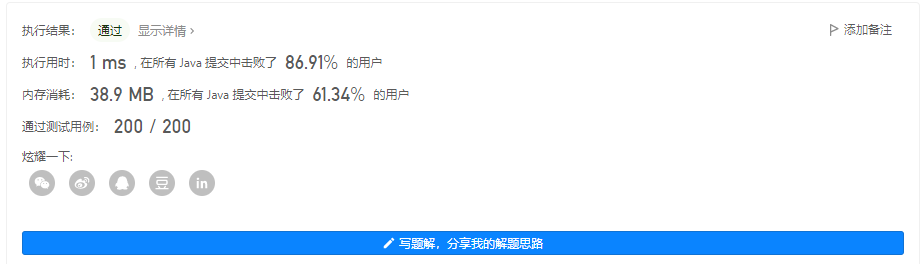 执行结果： 通过 显示详情 › 添加备注
执行用时： 1 ms , 在所有 Java 提交中击败了 86.91% 的用户
内存消耗： 38.9 MB , 在所有 Java 提交中击败了 61.34% 的用户
通过测试用例： 200 / 200
炫耀一下:
豆 in
写题解，分享我的解题思路